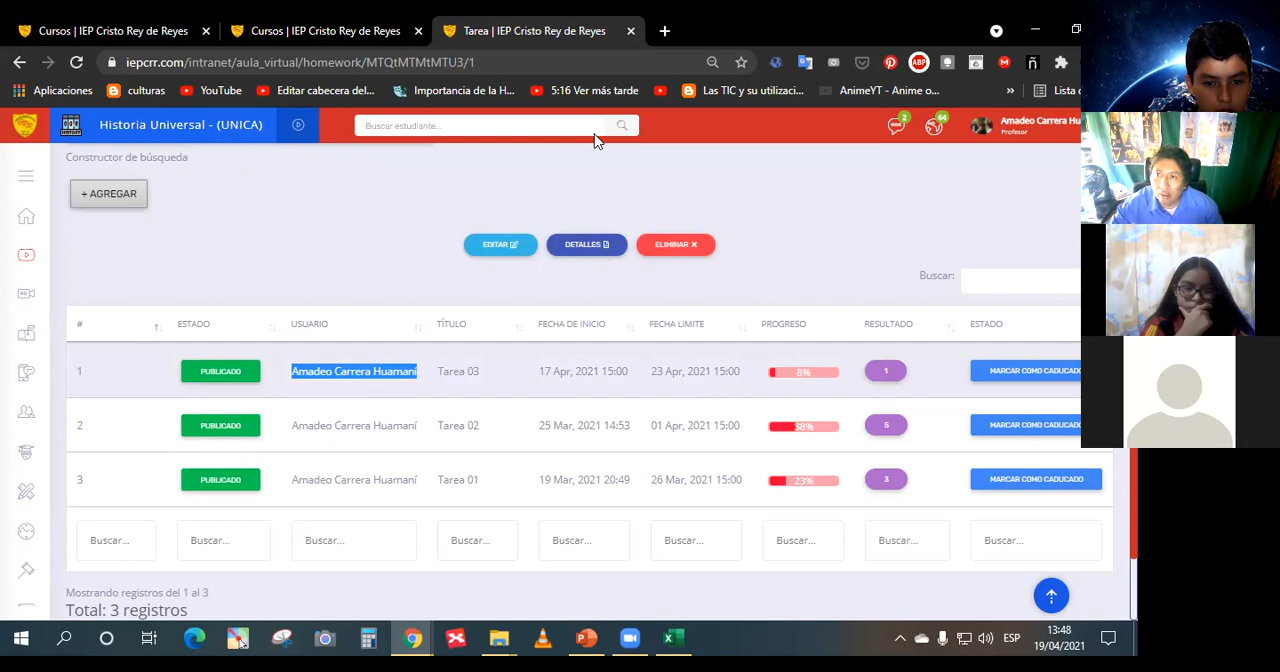 Cursos | IEP Cristo Rey de Reyes
Cursos | IEP Cristo Rey de Reyes
Tarea | IEP Cristo Rey de Reyes
iepcrr.com/intranet/aula_virtual/homework/MTQtMTMtMTU3/1
Aplicaciones
culturas
YouTube
Editar cabecera del...
Importancia de la H...
5:16 Ver más tarde
Las TIC y su utilizaci...
AnimeYT - Anime o...
»
Lista d
Historia Universal - (UNICA)
Buscar estudiante...
2
64
Amadeo Carrera Hu
Profesor
Constructor de búsqueda
+ AGREGAR
EDITAR
DETALLES
ELIMINAR
Buscar:
# ESTADO USUARIO TÍTULO FECHA DE INICIO FECHA LIMITE PROGRESO RESULTADO ESTADO
1 PUBLICADO Amadeo Carrera Huamaní Tarea 03 17 Apr, 2021 15:00 23 Apr, 2021 15:00 8% 1 MARCAR COMO CADUCADO
2 PUBLICADO Amadeo Carrera Huamaní Tarea 02 25 Mar, 2021 14:53 01 Apr, 2021 15:00 38% 5 MARCAR COMO CADUCADO
3 PUBLICADO Amadeo Carrera Huamaní Tarea 01 19 Mar, 2021 20:49 26 Mar, 2021 15:00 23% 3 MARCAR COMO CADUCADO
Buscar... Buscar... Buscar... Buscar... Buscar... Buscar... Buscar... Buscar... Buscar...
Mostrando registros del 1 al 3
Total: 3 registros
ESP
13:48
19/04/2021